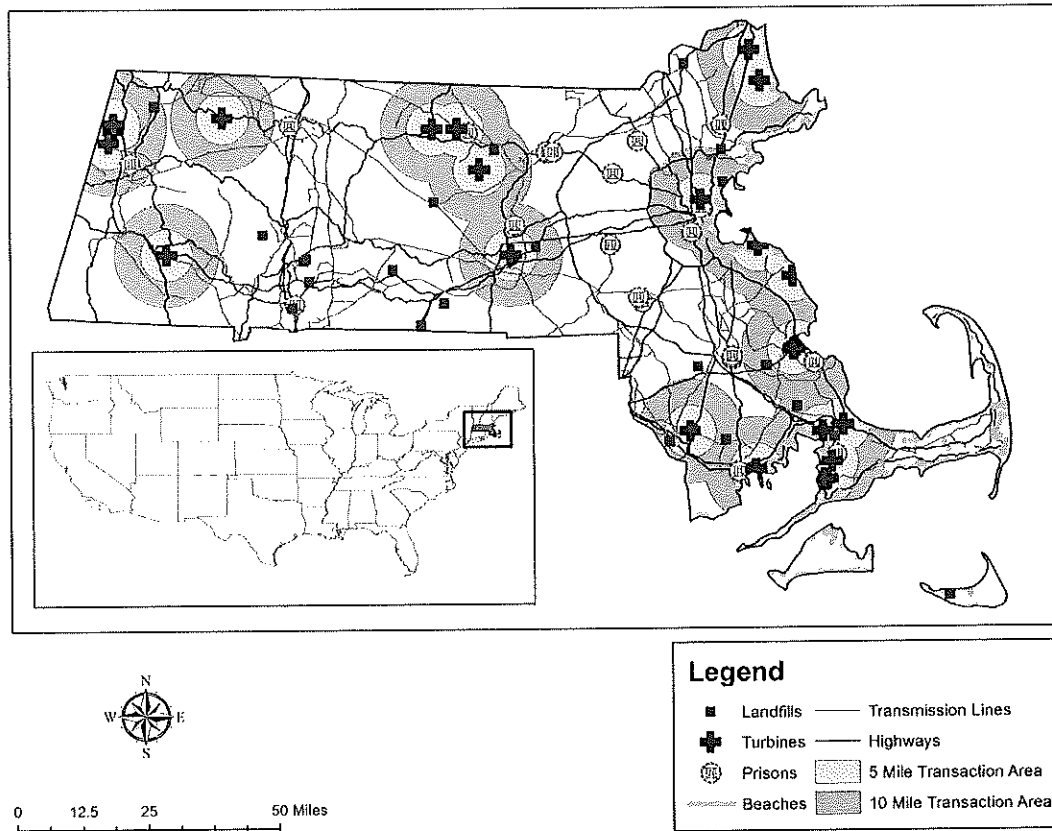 N
W E
S
0 12.5 25 50 Miles
Legend
Landfills Transmission Lines
Turbines Highways
Prisons 5 Mile Transaction Area
Beaches 10 Mile Transaction Area